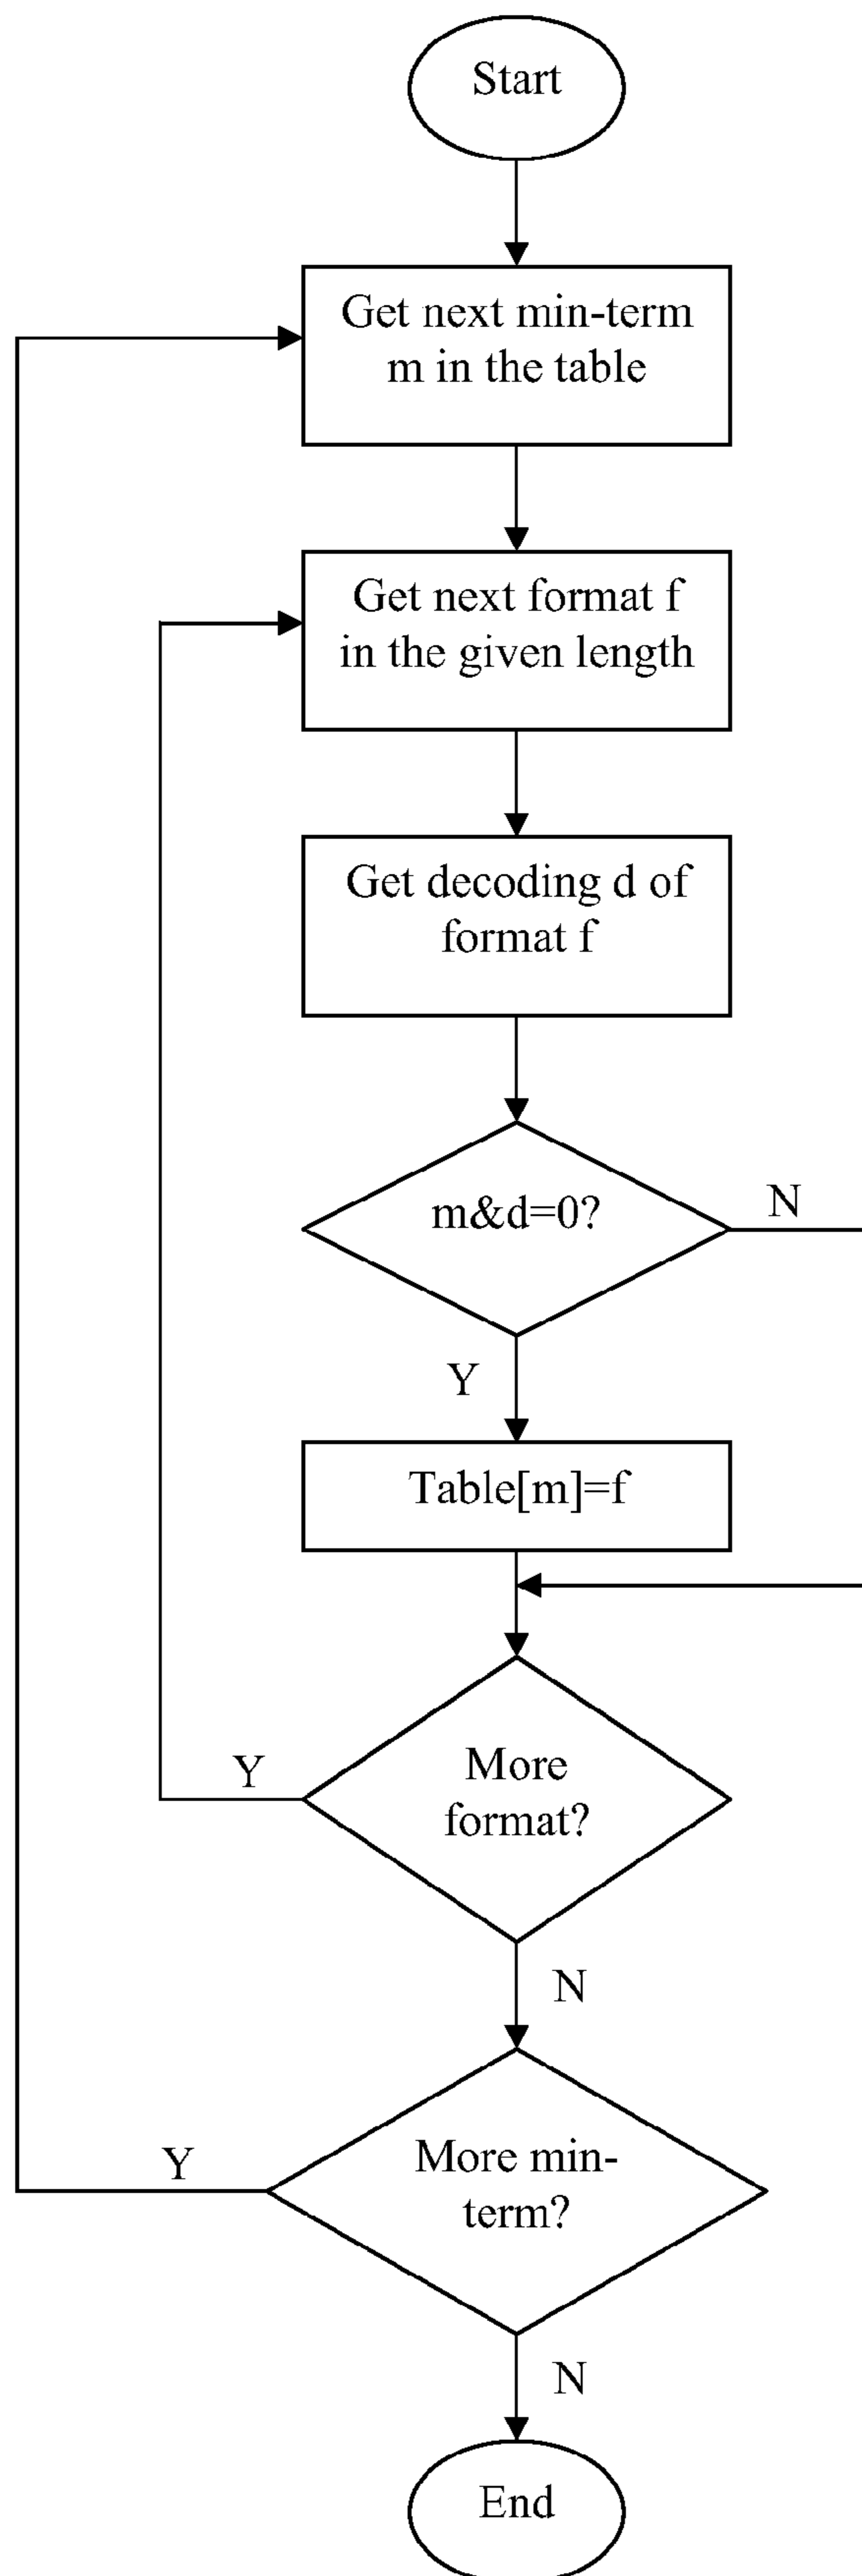 Start
Get next min-term
m in the table
Get next format f
in the given length
Get decoding d of
format f
m&d=0?
N
Y
Table[m]=f
More
format?
Y
N
More min-
term?
Y
N
End